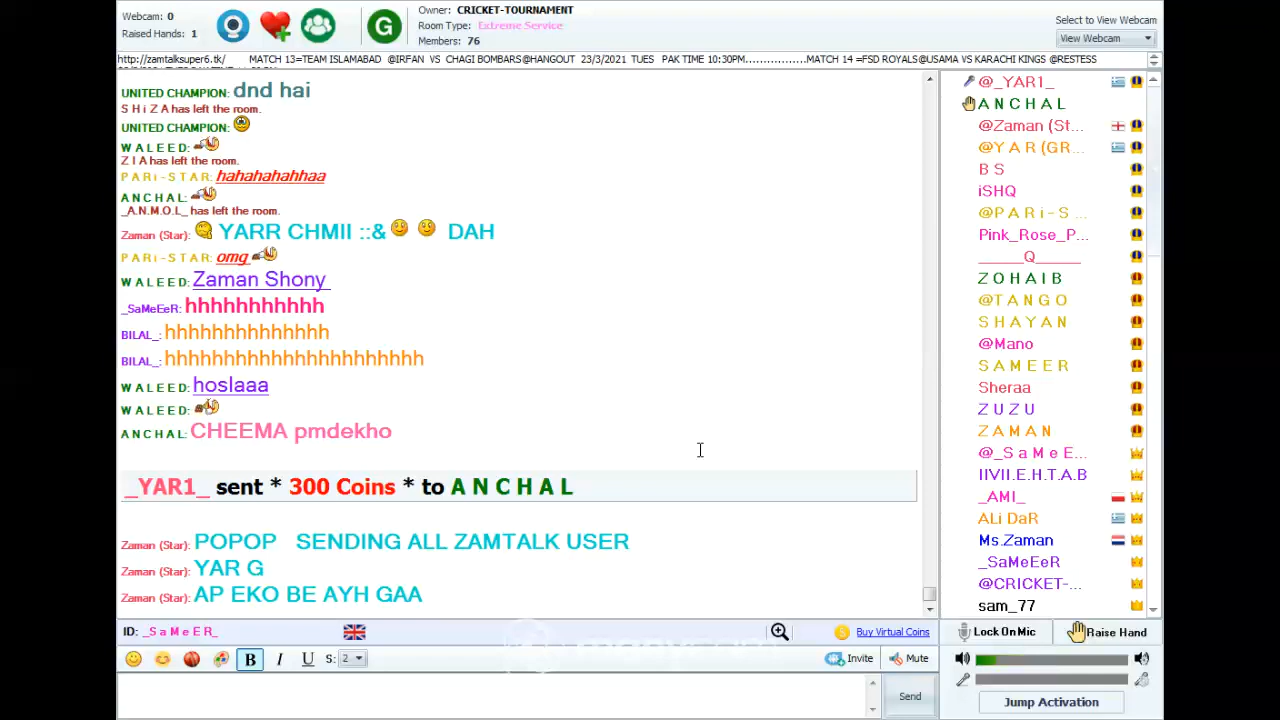 Webcam: 0
Raised Hands: 1
G
Owner: CRICKET-TOURNAMENT
Room Type: Extreme Service
Members: 76
Select to View Webcam
View Webcam
http://zamtalksuper6.tk/ MATCH 13=TEAM ISLAMABAD @IRFAN VS CHAGI BOMBARS@HANGOUT 23/3/2021 TUES PAK TIME 10:30PM................MATCH 14 =FSD ROYALS@USAMA VS KARACHI KINGS @RESTESS
UNITED CHAMPION: dnd hai
S H i Z A has left the room.
UNITED CHAMPION:
W A L E E D:
Z I A has left the room.
P A R i - S T A R: hahahahahhaa
A N C H A L:
_A.N.M.O.L_ has left the room.
Zaman (Star): YARR CHMII ::& DAH
P A R i - S T A R: omg
W A L E E D: Zaman Shony
_SaMeEeR: hhhhhhhhhhh
BILAL_: hhhhhhhhhhhhhh
BILAL_: hhhhhhhhhhhhhhhhhhhhhh
W A L E E D: hoslaaa
W A L E E D:
A N C H A L: CHEEMA pmdekho
_YAR1_ sent * 300 Coins * to A N C H A L
Zaman (Star): POPOP SENDING ALL ZAMTALK USER
Zaman (Star): YAR G
Zaman (Star): AP EKO BE AYH GAA
@_YAR1_
A N C H A L
@Zaman (St...
@Y A R (GR...
B S
iSHQ
@P A R i - S ...
Pink_Rose_P...
_____Q_____
Z O H A I B
@T A N G O
S H A Y A N
@Mano
S A M E E R
Sheraa
Z U Z U
Z A M A N
@_S a M e E...
IIVII.E.H.T.A.B
_AMI_
ALi DaR
Ms.Zaman
_SaMeEeR
@CRICKET-...
sam_77
ID: _S a M e E R_
Buy Virtual Coins
Lock On Mic
Raise Hand
B I U S: 2
Invite
Mute
Send
Jump Activation